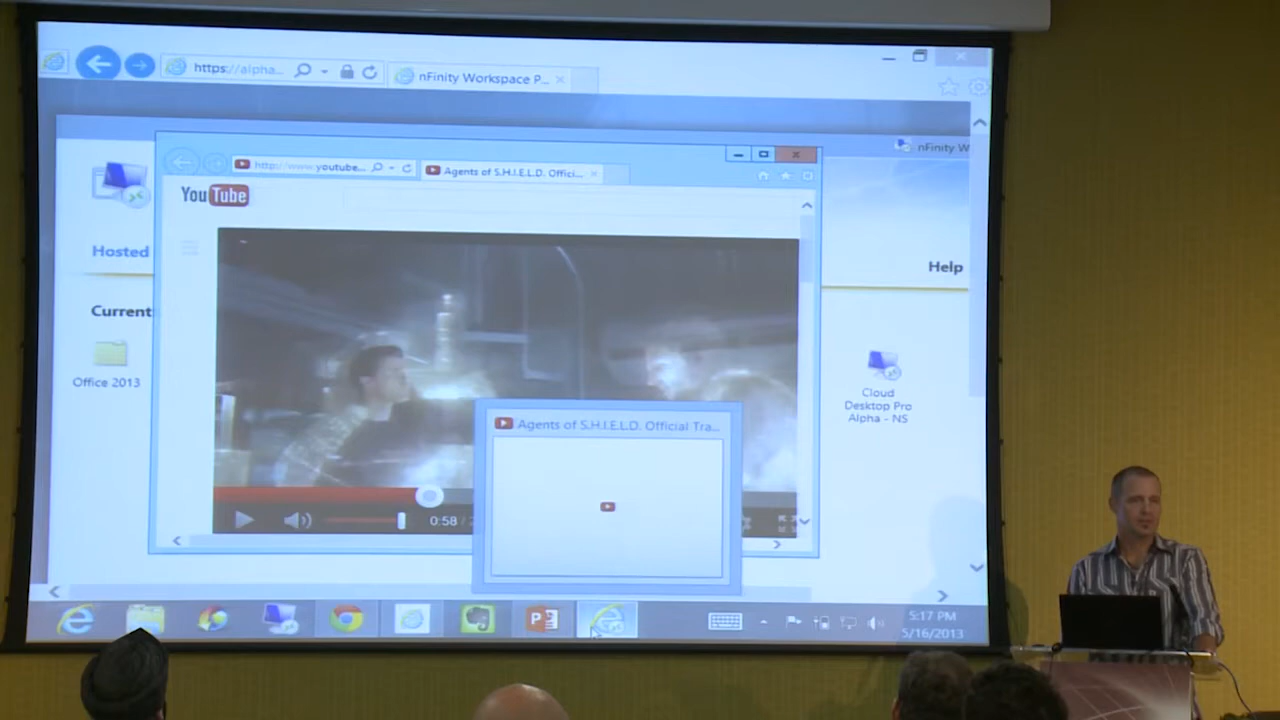 https://alpha...
nFinity Workspace P...
nFinity W
http://www.youtube...
Agents of S.H.I.E.L.D. Offici...
YouTube
Hosted
Help
Current
Office 2013
Cloud
Desktop Pro
Alpha - NS
Agents of S.H.I.E.L.D. Official Tra...
0:58 /
5:17 PM
5/16/2013